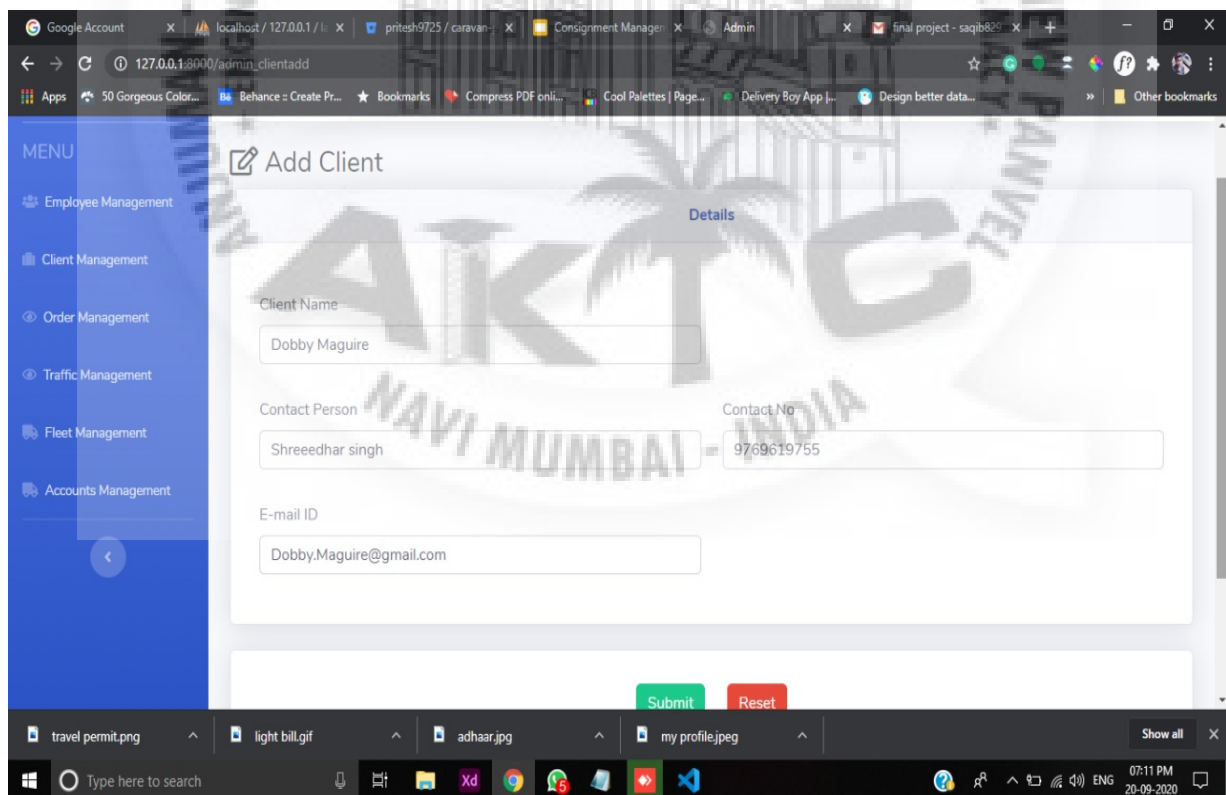 Google Account
localhost / 127.0.0.1 / la
pritesh9725 / caravan-
Consignment Manager
Admin
final project - saqib829
127.0.0.1:8000/admin_clientadd
Apps
50 Gorgeous Color...
Behance :: Create Pr...
Bookmarks
Compress PDF onli...
Cool Palettes | Page...
Delivery Boy App |...
Design better data...
»
Other bookmarks
MENU
Employee Management
Client Management
Order Management
Traffic Management
Fleet Management
Accounts Management
Add Client
Details
Client Name
Dobby Maguire
Contact Person
Contact No
Shreeedhar singh
9769619755
E-mail ID
Dobby.Maguire@gmail.com
Submit
Reset
AKTC
NAVI MUMBAI - INDIA
PANVEL
travel permit.png
light bill.gif
adhaar.jpg
my profile.jpeg
Show all
Type here to search
Xd
5
ENG
07:11 PM
20-09-2020